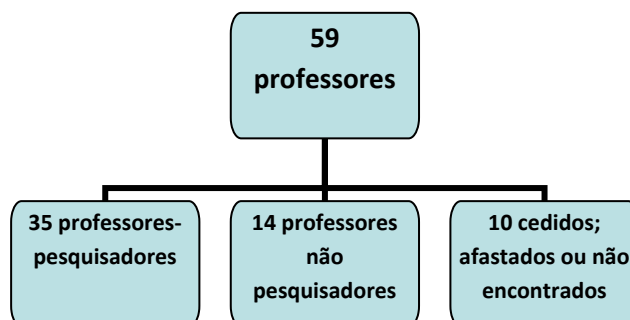 59
professores
35 professores-
pesquisadores
14 professores
não
pesquisadores
10 cedidos;
afastados ou não
encontrados